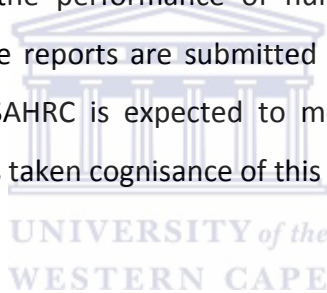 the performance of
e reports are submitted
SAHRC is expected to
taken cognisance of this
UNIVERSITY of the
WESTERN CAPE